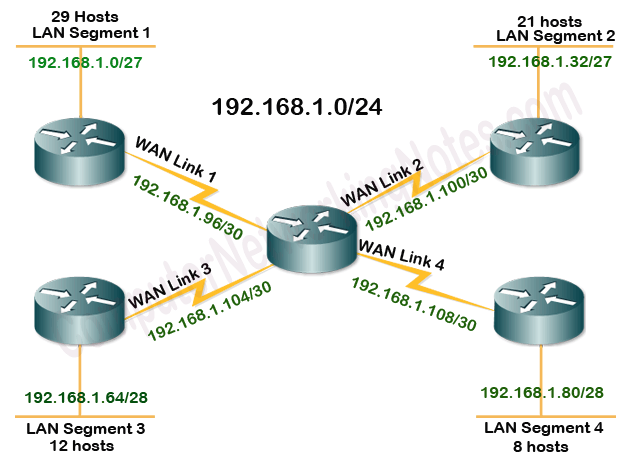 29 Hosts
LAN Segment 1
192.168.1.0/27
21 hosts
LAN Segment 2
192.168.1.32/27
192.168.1.0/24
WAN Link 1
192.168.1.96/30
WAN Link 2
192.168.1.100/30
WAN Link 3
192.168.1.104/30
WAN Link 4
192.168.1.108/30
192.168.1.64/28
LAN Segment 3
12 hosts
192.168.1.80/28
LAN Segment 4
8 hosts
ComputerNetworkingNotes.com